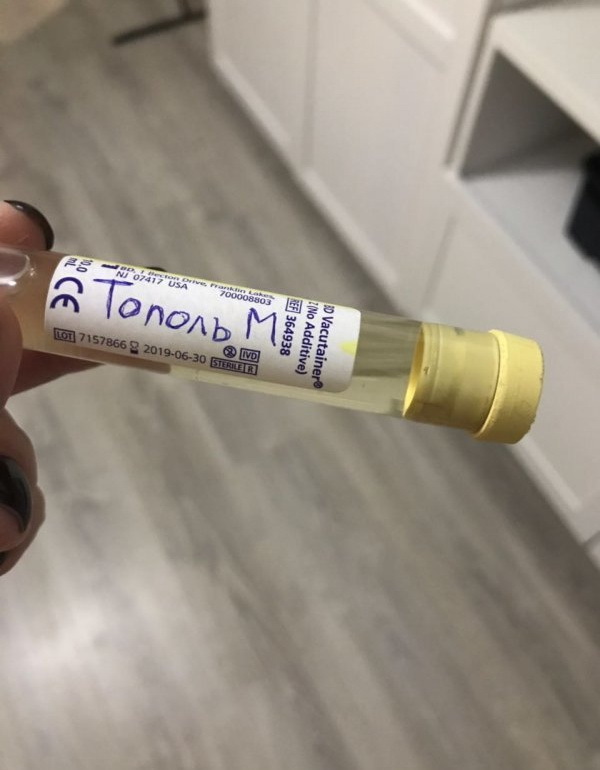 10.0 mL
BD, 1 Becton Drive, Franklin Lakes,
NJ 07417 USA
700008803
CE
Тополь М
LOT 7157866 2019-06-30
IVD
STERILE R
REF 364938
Z (No Additive)
BD Vacutainer®